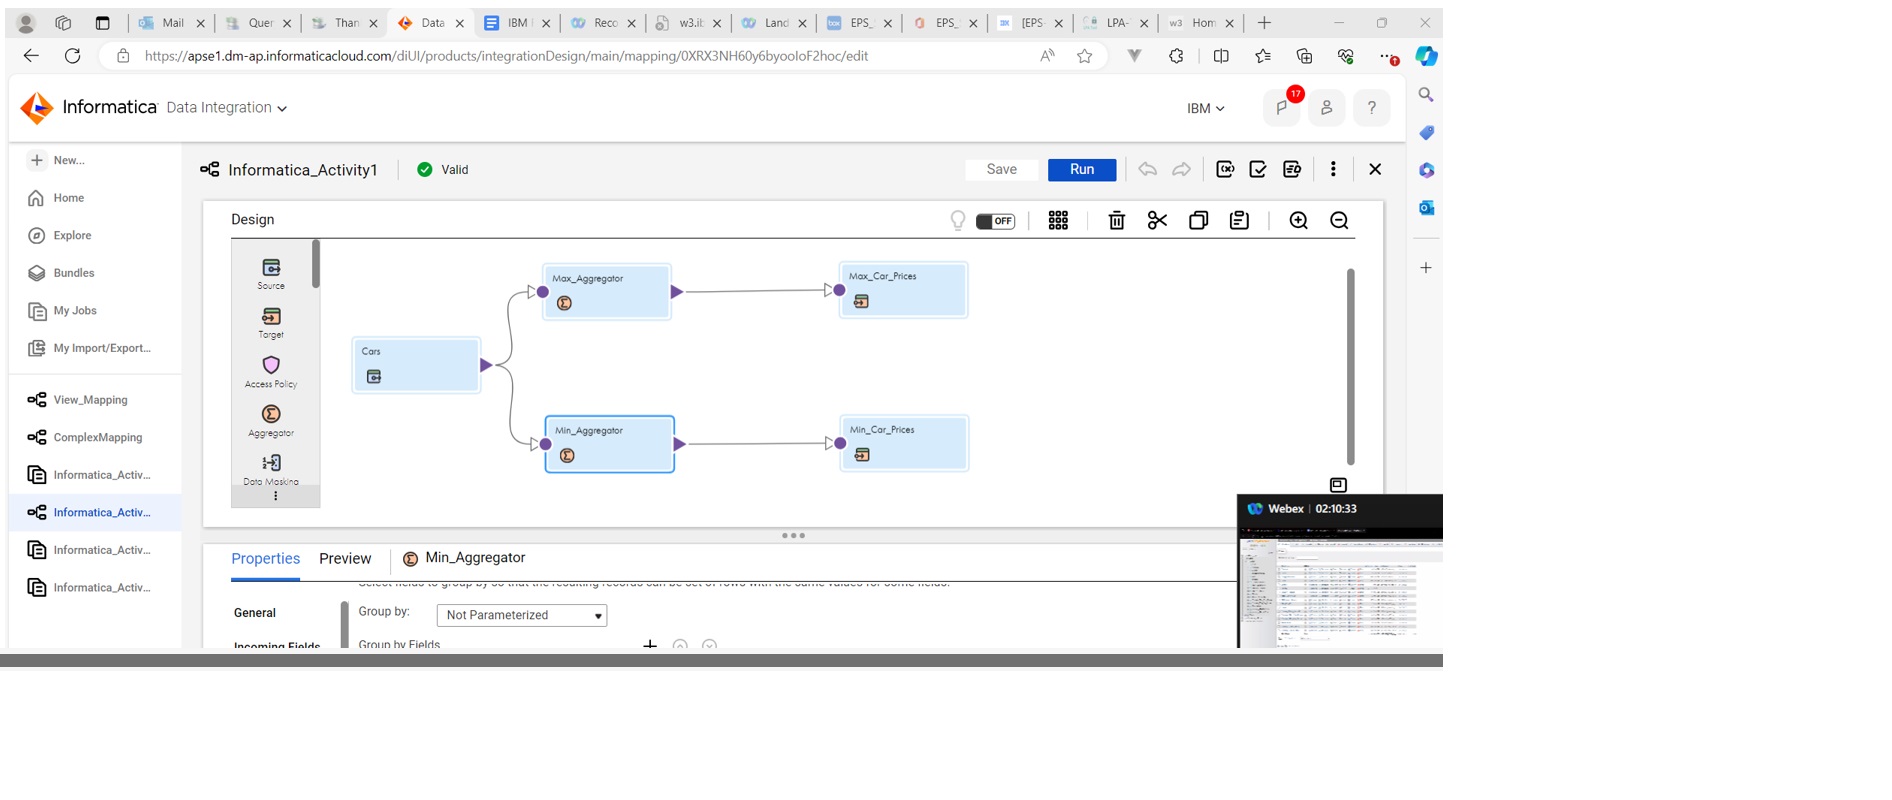 Mail
Quer
Than
Data
IBM
Reco
w3.ib
Land
EPS_
EPS_
[EPS-
LPA-
w3 Hom
https://apse1.dm-ap.informaticacloud.com/diUI/products/integrationDesign/main/mapping/0XRX3NH60y6byooIoF2hoc/edit
Informatica Data Integration
IBM
17
?
New...
Home
Explore
Bundles
My Jobs
My Import/Export...
View_Mapping
ComplexMapping
Informatica_Activ...
Informatica_Activ...
Informatica_Activ...
Informatica_Activ...
Informatica_Activity1
Valid
Save
Run
Design
OFF
Source
Target
Access Policy
Aggregator
Data Masking
Cars
Max_Aggregator
Max_Car_Prices
Min_Aggregator
Min_Car_Prices
Webex | 02:10:33
Properties Preview Min_Aggregator
Select fields to group by so that the resulting records can be set of rows with the same values for some fields.
General
Group by: Not Parameterized
Incoming Fields
Group by Fields